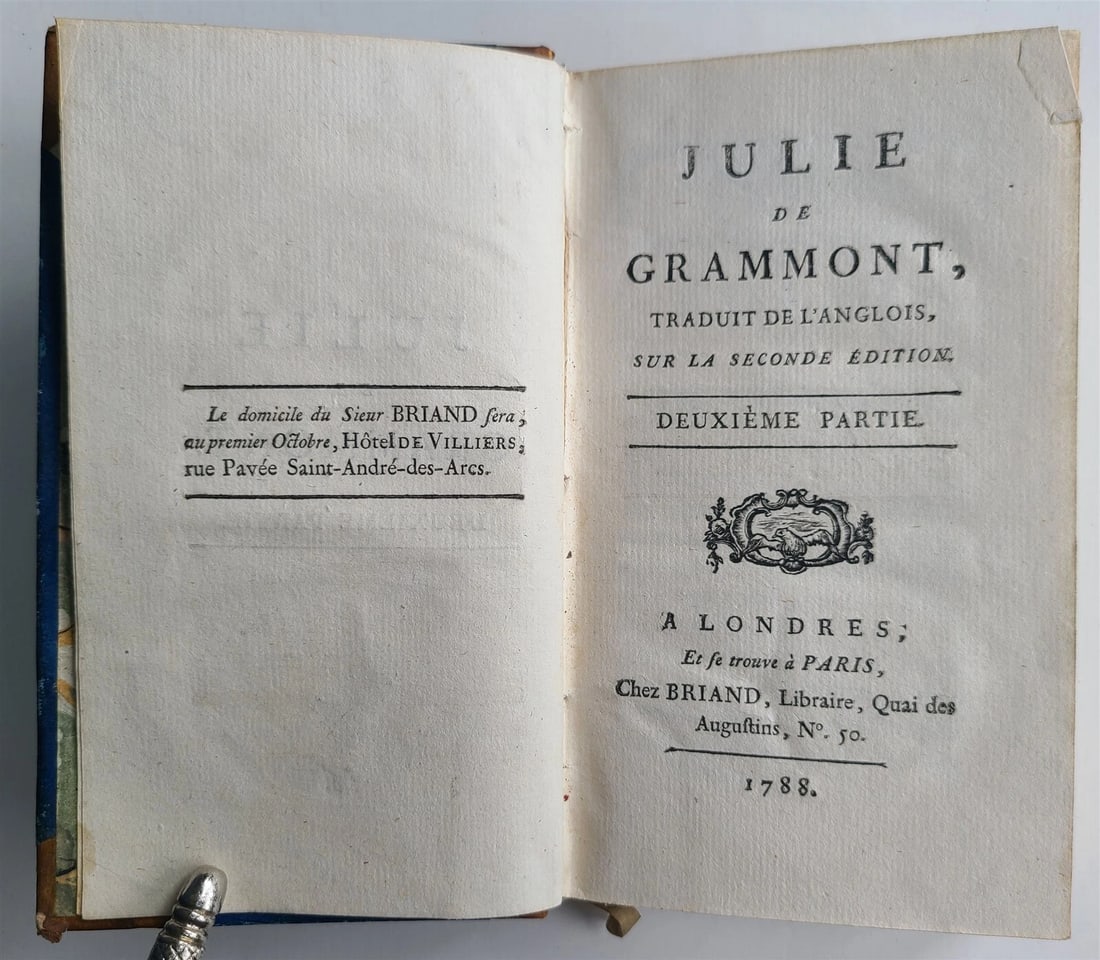 Le domicile du Sieur BRIAND ſera,
au premier Octobre, Hôtel DE VILLIERS,
rue Pavée Saint-André-des-Arcs.
JULIE
DE
GRAMMONT,
TRADUIT DE L'ANGLOIS,
SUR LA SECONDE ÉDITION.
DEUXIÈME PARTIE.
A LONDRES;
Et ſe trouve à PARIS,
Chez BRIAND, Libraire, Quai des
Auguſtins, Nº. 50.
1788.